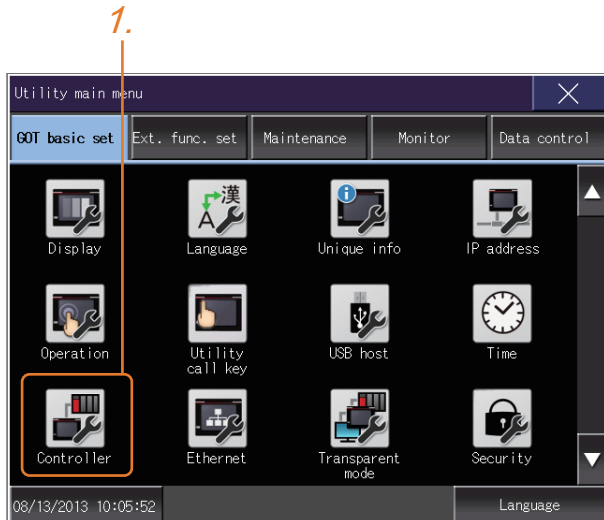 1.
Utility main menu
GOT basic set Ext. func. set Maintenance Monitor Data control
漢
A
Display Language Unique info IP address
Operation Utility call key USB host Time
Controller Ethernet Transparent mode Security
08/13/2013 10:05:52 Language